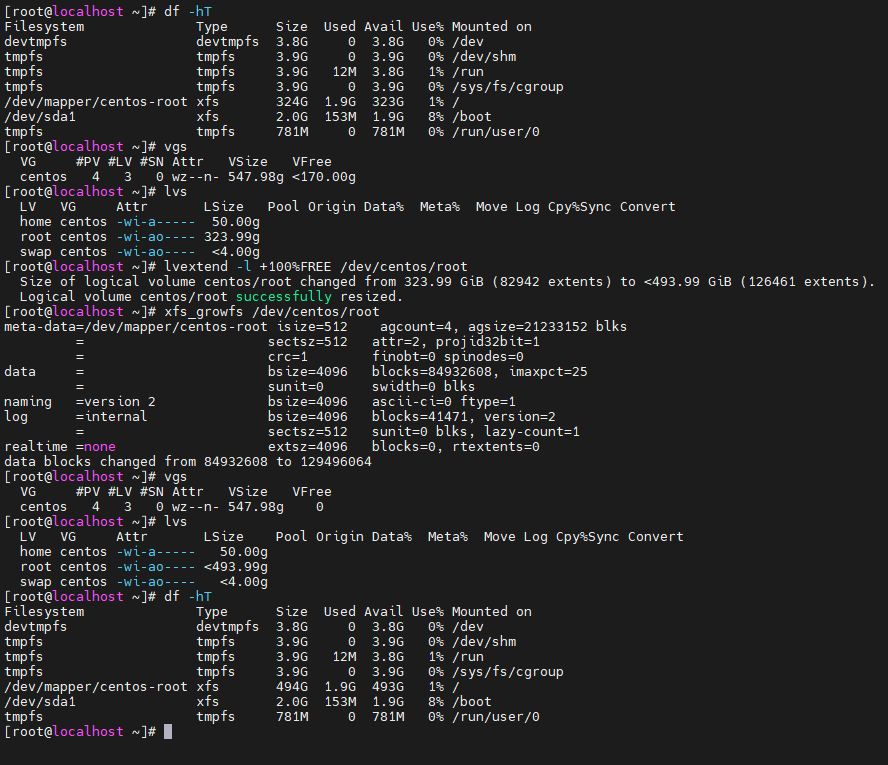 [root@localhost ~]# df -hT
Filesystem              Type      Size  Used Avail Use% Mounted on
devtmpfs                devtmpfs  3.8G     0  3.8G   0% /dev
tmpfs                   tmpfs     3.9G     0  3.9G   0% /dev/shm
tmpfs                   tmpfs     3.9G   12M  3.8G   1% /run
tmpfs                   tmpfs     3.9G     0  3.9G   0% /sys/fs/cgroup
/dev/mapper/centos-root xfs       324G  1.9G  323G   1% /
/dev/sda1               xfs       2.0G  153M  1.9G   8% /boot
tmpfs                   tmpfs     781M     0  781M   0% /run/user/0
[root@localhost ~]# vgs
  VG     #PV #LV #SN Attr   VSize   VFree
  centos   4   3   0 wz--n- 547.98g <170.00g
[root@localhost ~]# lvs
  LV   VG     Attr       LSize   Pool Origin Data%  Meta%  Move Log Cpy%Sync Convert
  home centos -wi-a-----  50.00g
  root centos -wi-ao---- 323.99g
  swap centos -wi-ao----  <4.00g
[root@localhost ~]# lvextend -l +100%FREE /dev/centos/root
  Size of logical volume centos/root changed from 323.99 GiB (82942 extents) to <493.99 GiB (126461 extents).
  Logical volume centos/root successfully resized.
[root@localhost ~]# xfs_growfs /dev/centos/root
meta-data=/dev/mapper/centos-root isize=512    agcount=4, agsize=21233152 blks
         =                       sectsz=512   attr=2, projid32bit=1
         =                       crc=1        finobt=0 spinodes=0
data     =                       bsize=4096   blocks=84932608, imaxpct=25
         =                       sunit=0      swidth=0 blks
naming   =version 2              bsize=4096   ascii-ci=0 ftype=1
log      =internal               bsize=4096   blocks=41471, version=2
         =                       sectsz=512   sunit=0 blks, lazy-count=1
realtime =none                   extsz=4096   blocks=0, rtextents=0
data blocks changed from 84932608 to 129496064
[root@localhost ~]# vgs
  VG     #PV #LV #SN Attr   VSize   VFree
  centos   4   3   0 wz--n- 547.98g    0
[root@localhost ~]# lvs
  LV   VG     Attr       LSize    Pool Origin Data%  Meta%  Move Log Cpy%Sync Convert
  home centos -wi-a-----   50.00g
  root centos -wi-ao---- <493.99g
  swap centos -wi-ao----   <4.00g
[root@localhost ~]# df -hT
Filesystem              Type      Size  Used Avail Use% Mounted on
devtmpfs                devtmpfs  3.8G     0  3.8G   0% /dev
tmpfs                   tmpfs     3.9G     0  3.9G   0% /dev/shm
tmpfs                   tmpfs     3.9G   12M  3.8G   1% /run
tmpfs                   tmpfs     3.9G     0  3.9G   0% /sys/fs/cgroup
/dev/mapper/centos-root xfs       494G  1.9G  493G   1% /
/dev/sda1               xfs       2.0G  153M  1.9G   8% /boot
tmpfs                   tmpfs     781M     0  781M   0% /run/user/0
[root@localhost ~]#